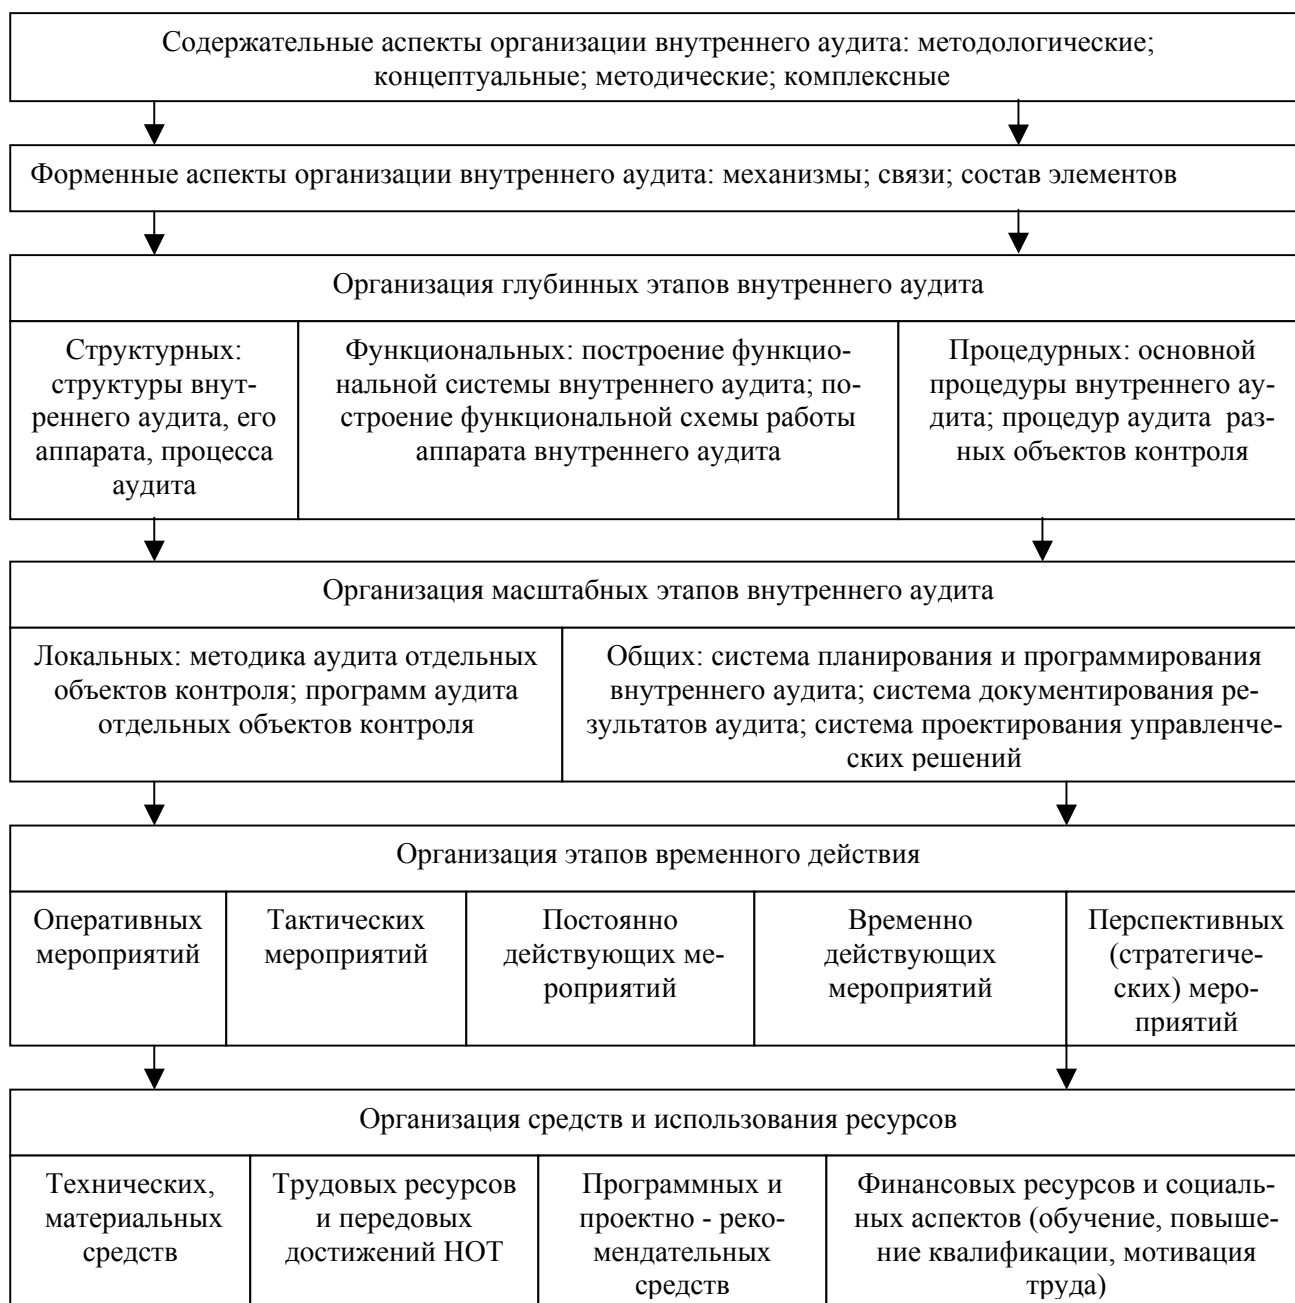 Содержательные аспекты организации внутреннего аудита: методологические;
концептуальные; методические; комплексные
Форменные аспекты организации внутреннего аудита: механизмы; связи; состав элементов
Организация глубинных этапов внутреннего аудита
Структурных:
структуры внут-
реннего аудита, его
аппарата, процесса
аудита
Функциональных: построение функцио-
нальной системы внутреннего аудита; по-
строение функциональной схемы работы
аппарата внутреннего аудита
Процедурных: основной
процедуры внутреннего ау-
дита; процедур аудита раз-
ных объектов контроля
Организация масштабных этапов внутреннего аудита
Локальных: методика аудита отдельных
объектов контроля; программ аудита
отдельных объектов контроля
Общих: система планирования и программирования
внутреннего аудита; система документирования ре-
зультатов аудита; система проектирования управленче-
ских решений
Организация этапов временного действия
Оперативных
мероприятий
Тактических
мероприятий
Постоянно
действующих ме-
роприятий
Временно
действующих
мероприятий
Перспективных
(стратегиче-
ских) меро-
приятий
Организация средств и использования ресурсов
Технических,
материальных
средств
Трудовых ресурсов
и передовых
достижений НОТ
Программных и
проектно - реко-
мендательных
средств
Финансовых ресурсов и социаль-
ных аспектов (обучение, повыше-
ние квалификации, мотивация
труда)